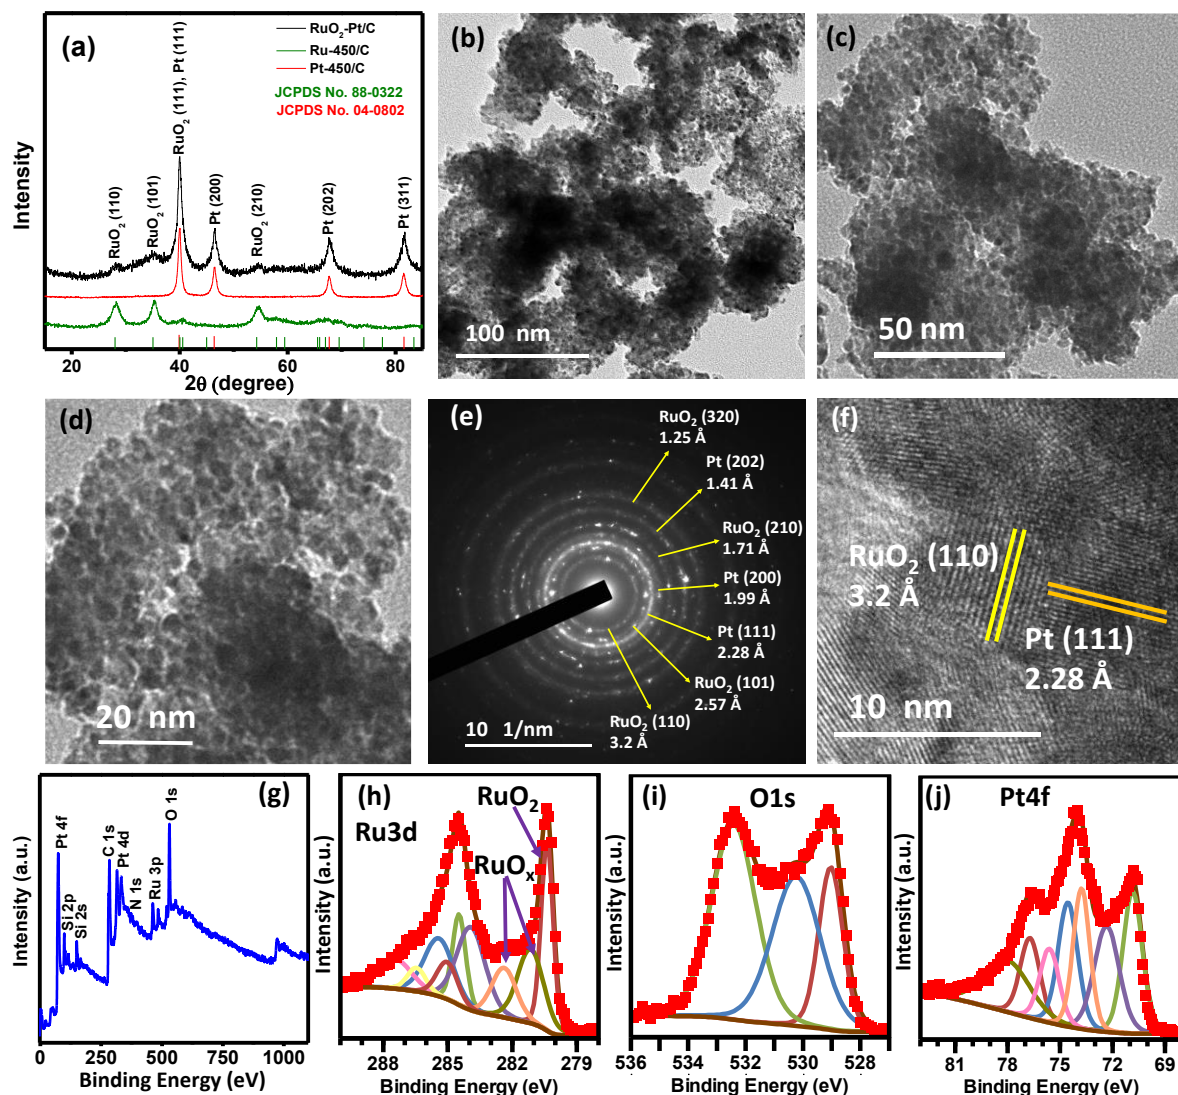 (a)
RuO2-Pt/C
Ru-450/C
Pt-450/C
JCPDS No. 88-0322
JCPDS No. 04-0802
RuO2 (110)
RuO2 (101)
RuO2 (111), Pt (111)
Pt (200)
RuO2 (210)
Pt (202)
Pt (311)
Intensity
20 40 60 80
2θ (degree)
(b)
100 nm
(c)
50 nm
(d)
20 nm
(e)
RuO2 (320)
1.25 Å
Pt (202)
1.41 Å
RuO2 (210)
1.71 Å
Pt (200)
1.99 Å
Pt (111)
2.28 Å
RuO2 (101)
2.57 Å
RuO2 (110)
3.2 Å
10 1/nm
(f)
RuO2 (110)
3.2 Å
Pt (111)
2.28 Å
10 nm
(g)
Pt 4f
Si 2p
Si 2s
C 1s
Pt 4d
N 1s
Ru 3p
O 1s
Intensity (a.u.)
0 250 500 750 1000
Binding Energy (eV)
(h)
Ru3d
RuO2
RuOx
Intensity (a.u.)
288 285 282 279
Binding Energy (eV)
(i)
O1s
Intensity (a.u.)
536 534 532 530 528
Binding Energy (eV)
(j)
Pt4f
Intensity (a.u.)
81 78 75 72 69
Binding Energy (eV)